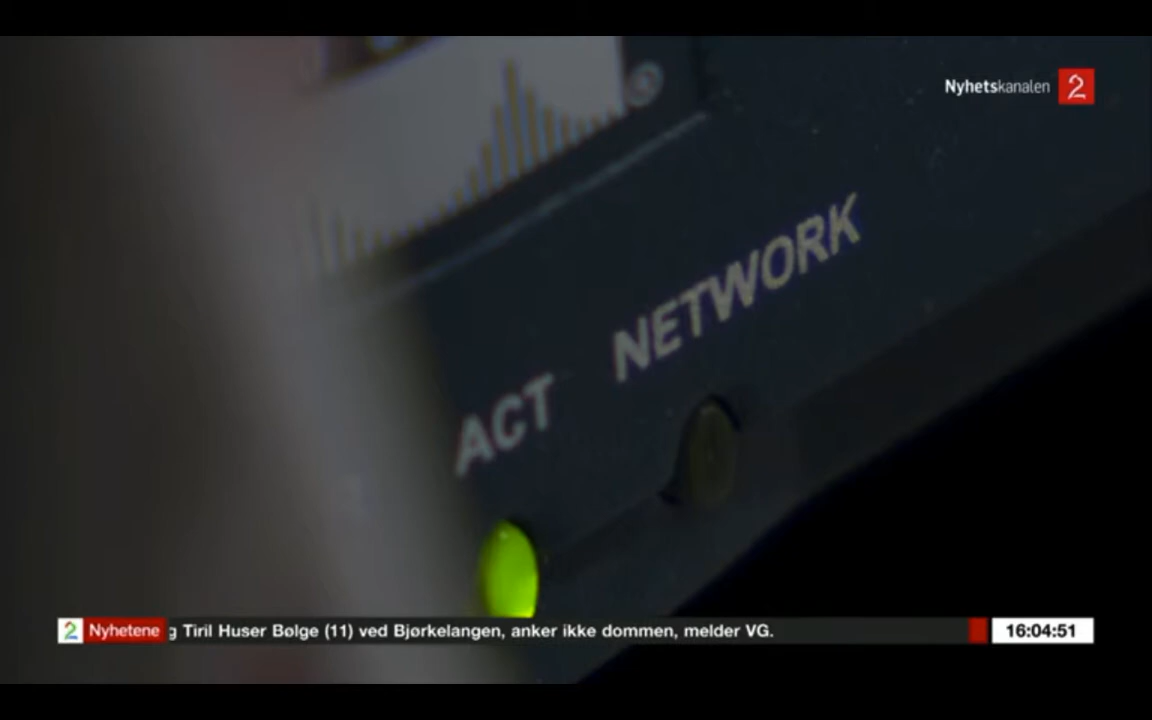 Nyhetskanalen 2
NETWORK
ACT
2 Nyhetene g Tiril Huser Bølge (11) ved Bjørkelangen, anker ikke dommen, melder VG. 16:04:51